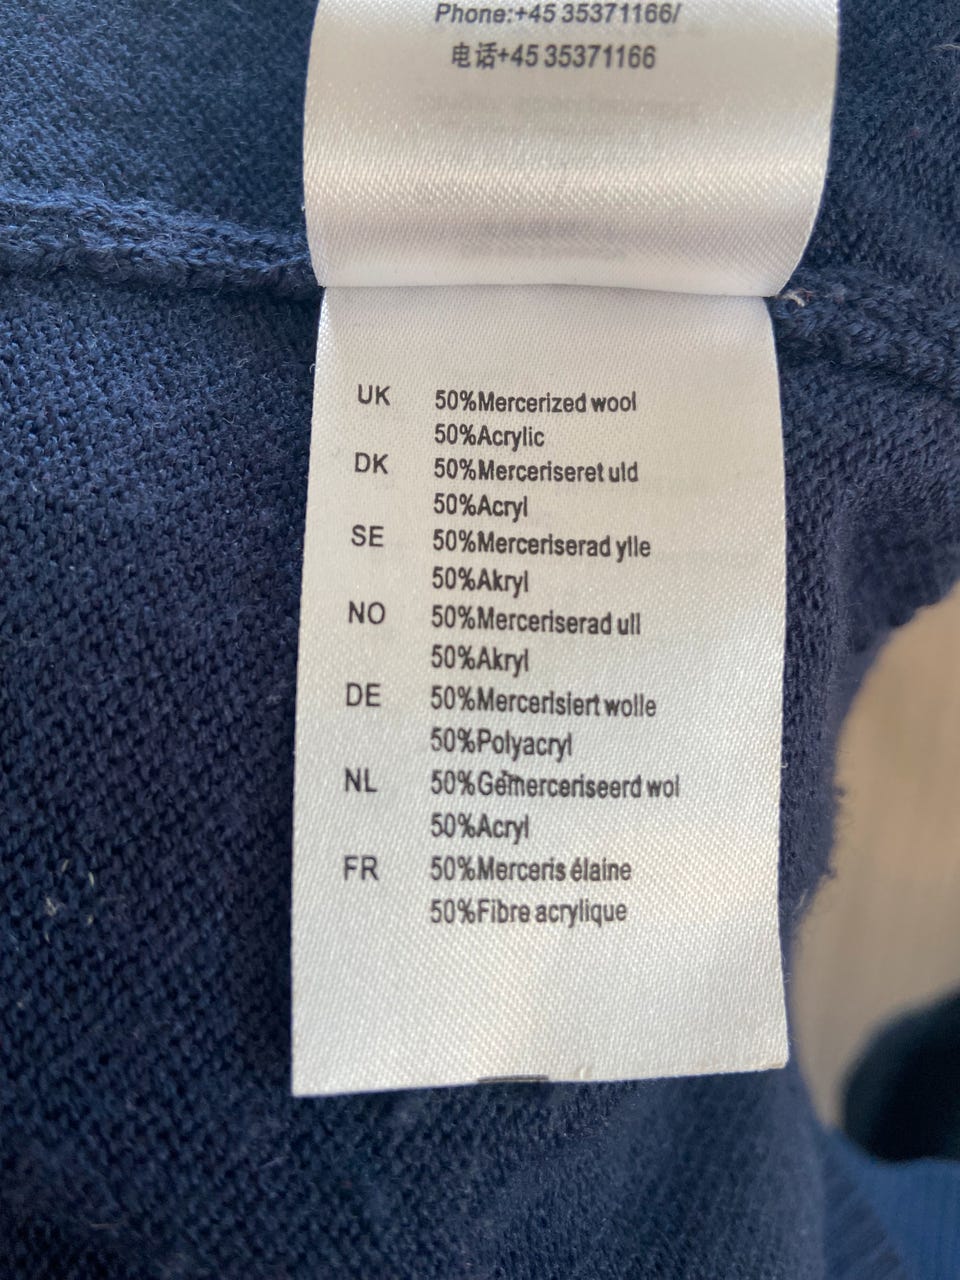 Phone:+45 35371166/
电话+45 35371166
UK 50%Mercerized wool
50%Acrylic
DK 50%Merceriseret uld
50%Acryl
SE 50%Merceriserad ylle
50%Akryl
NO 50%Merceriserad ull
50%Akryl
DE 50%Mercerisiert wolle
50%Polyacryl
NL 50%Gemerceriseerd wol
50%Acryl
FR 50%Merceris élaine
50%Fibre acrylique